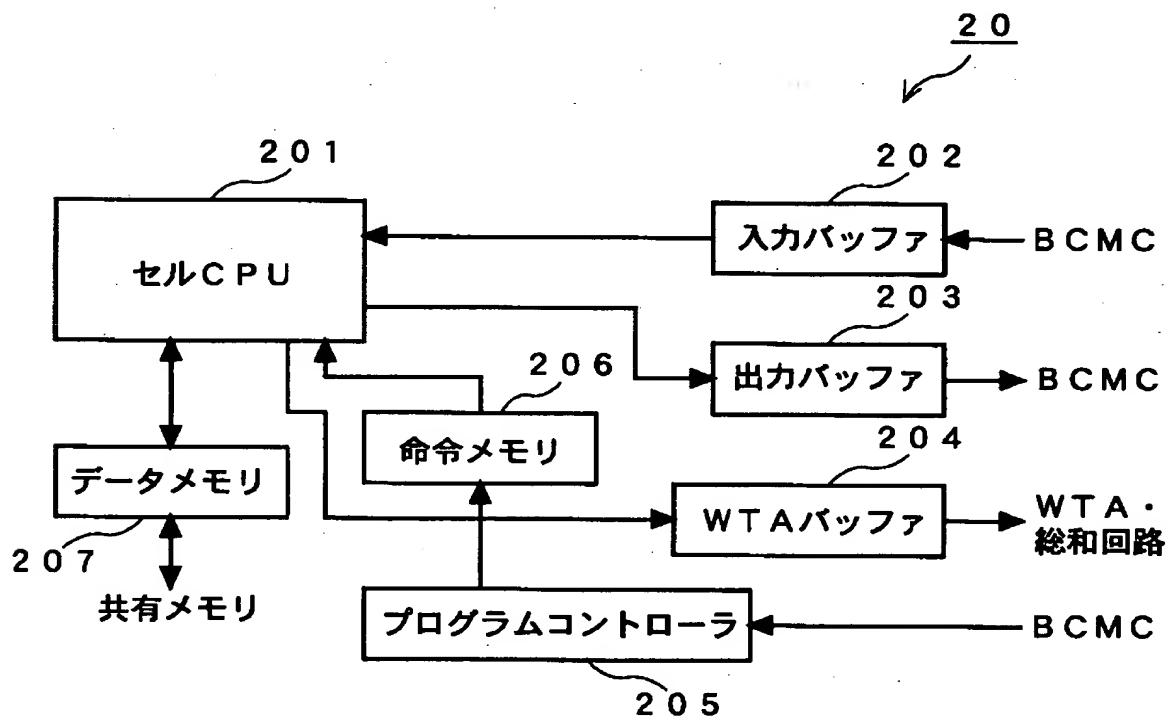 ２０
２０１
２０２
セルＣＰＵ
入力バッファ
ＢＣＭＣ
２０３
２０６
出力バッファ
ＢＣＭＣ
２０４
命令メモリ
データメモリ
ＷＴＡバッファ
ＷＴＡ・
総和回路
２０７
共有メモリ
プログラムコントローラ
ＢＣＭＣ
２０５